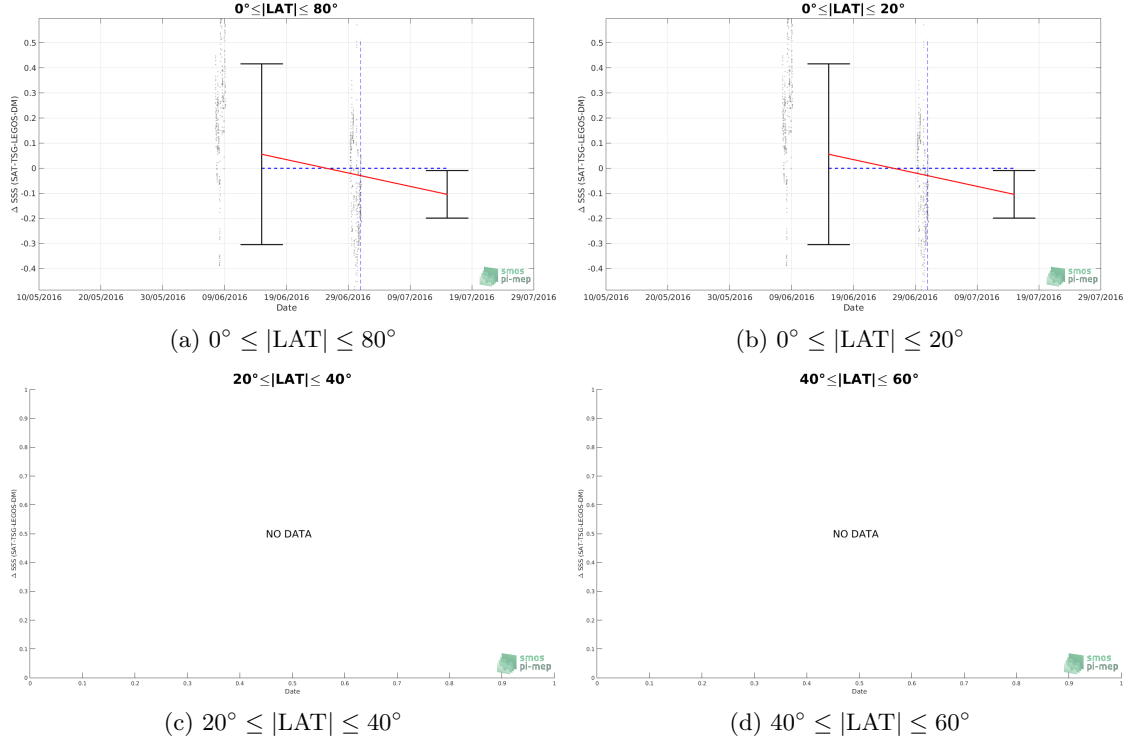 0°≤|LAT|≤ 80°
0.5
0.4
0.3
0.2
0.1
0
-0.1
-0.2
-0.3
-0.4
Δ SSS (SAT-TSG-LEGOS-DM)
10/05/2016 20/05/2016 30/05/2016 09/06/2016 19/06/2016 29/06/2016 09/07/2016 19/07/2016 29/07/2016
Date
smos
pi-mep
(a) 0° ≤ |LAT| ≤ 80°
0°≤|LAT|≤ 20°
0.5
0.4
0.3
0.2
0.1
0
-0.1
-0.2
-0.3
-0.4
Δ SSS (SAT-TSG-LEGOS-DM)
10/05/2016 20/05/2016 30/05/2016 09/06/2016 19/06/2016 29/06/2016 09/07/2016 19/07/2016 29/07/2016
Date
smos
pi-mep
(b) 0° ≤ |LAT| ≤ 20°
20°≤|LAT|≤ 40°
1
0.9
0.8
0.7
0.6
0.5
0.4
0.3
0.2
0.1
0
Δ SSS (SAT-TSG-LEGOS-DM)
NO DATA
0 0.1 0.2 0.3 0.4 0.5 0.6 0.7 0.8 0.9 1
Date
smos
pi-mep
(c) 20° ≤ |LAT| ≤ 40°
40°≤|LAT|≤ 60°
1
0.9
0.8
0.7
0.6
0.5
0.4
0.3
0.2
0.1
0
Δ SSS (SAT-TSG-LEGOS-DM)
NO DATA
0 0.1 0.2 0.3 0.4 0.5 0.6 0.7 0.8 0.9 1
Date
smos
pi-mep
(d) 40° ≤ |LAT| ≤ 60°